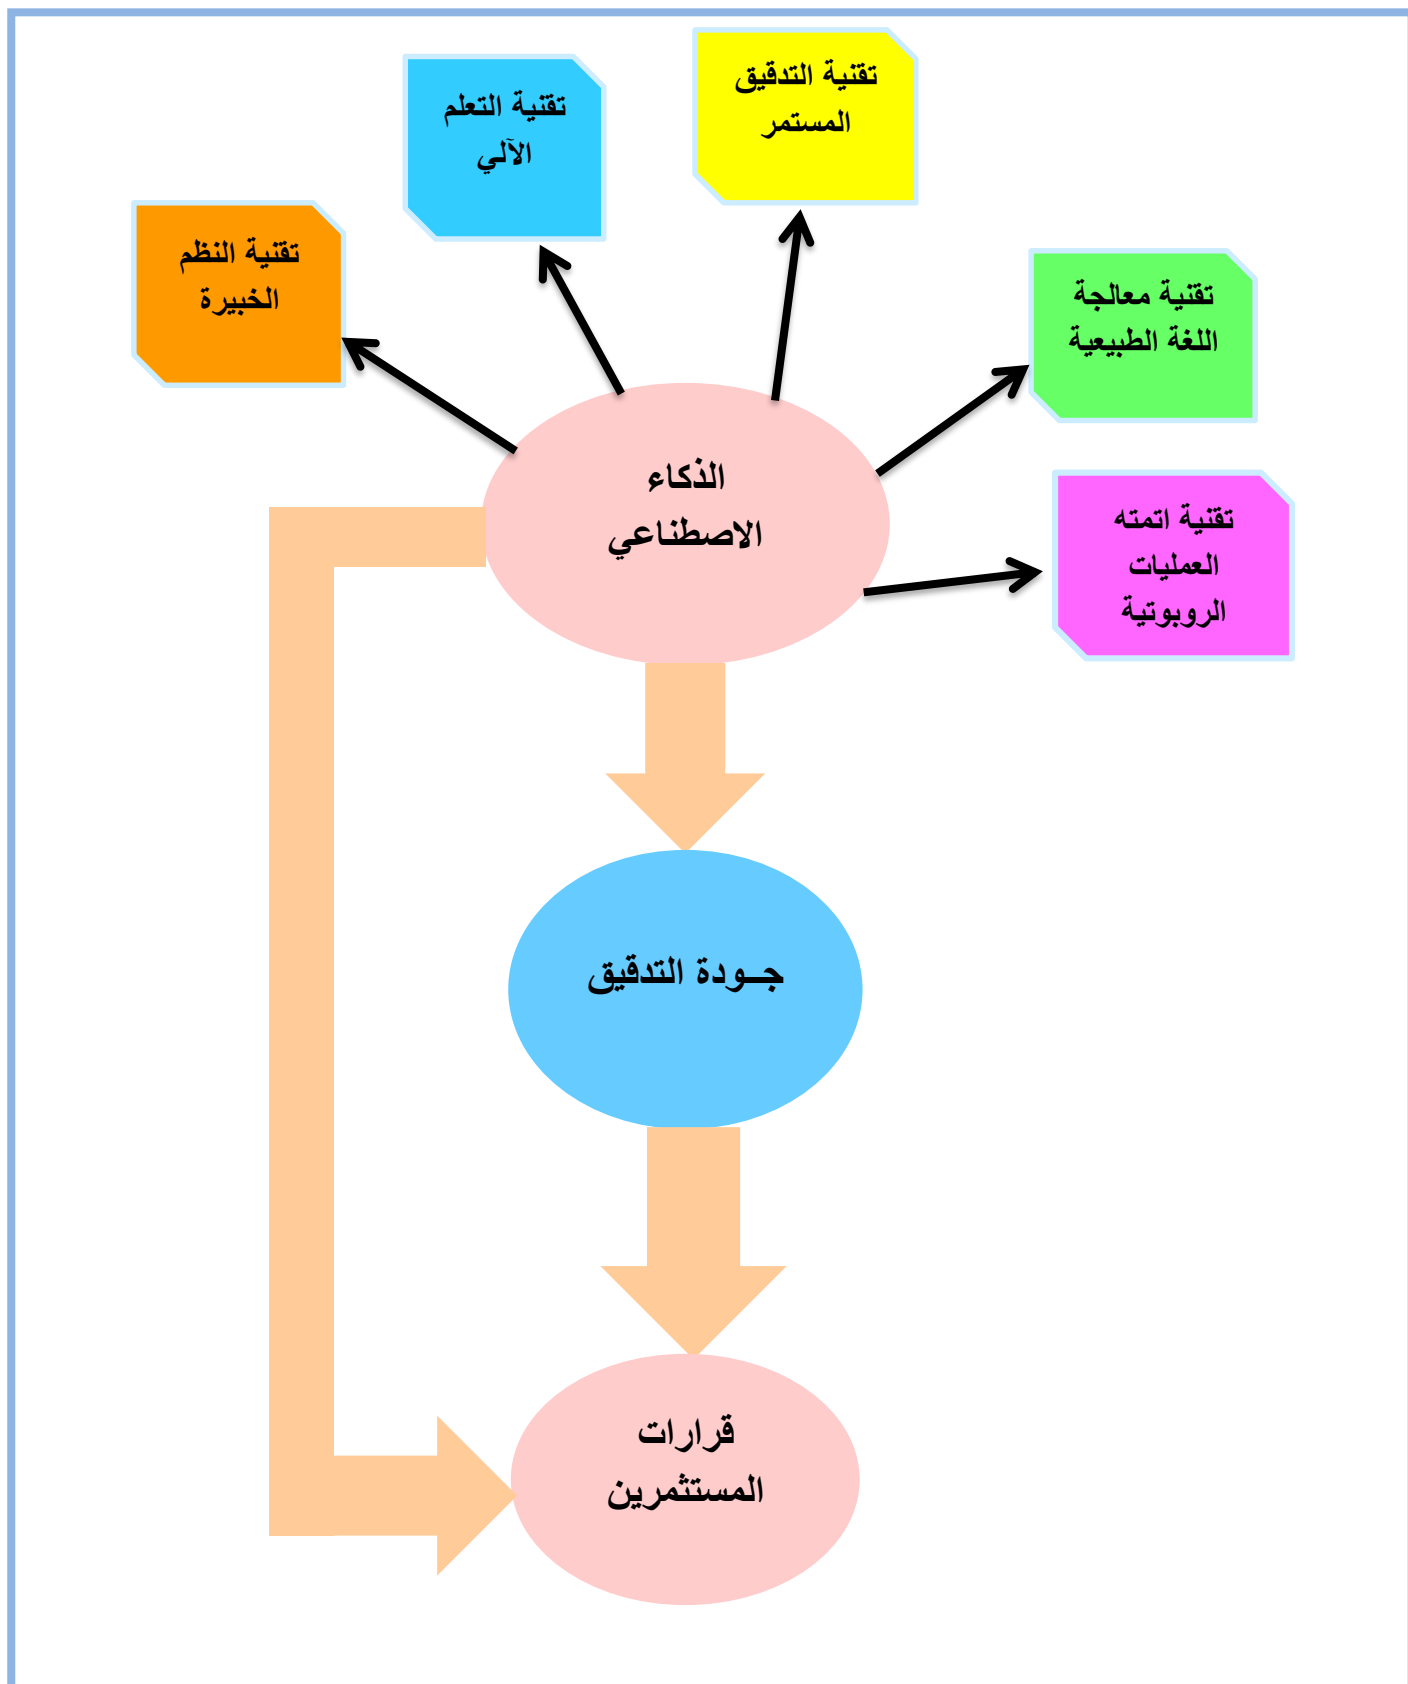 تقنية التدقيق
المستمر
تقنية التعلم
الآلي
تقنية النظم
الخبيرة
تقنية معالجة
اللغة الطبيعية
تقنية اتمته
العمليات
الروبوتية
الذكاء
الاصطناعي
جــودة التدقيق
قرارات
المستثمرين